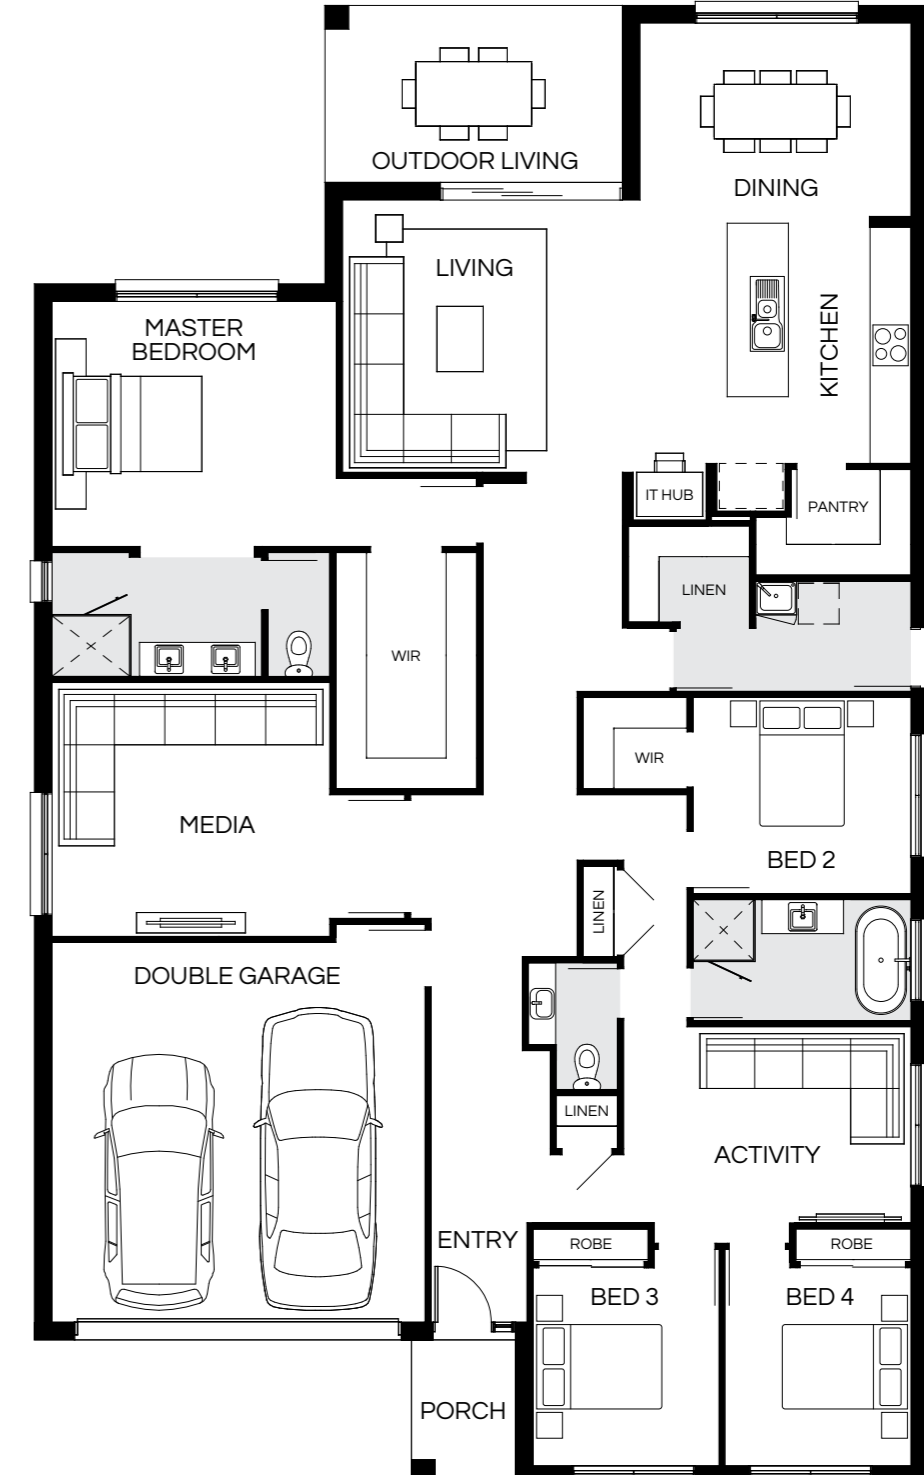 OUTDOOR LIVING
DINING
LIVING
KITCHEN
MASTER
BEDROOM
IT HUB
PANTRY
LINEN
WIR
WIR
MEDIA
BED 2
LINEN
DOUBLE GARAGE
LINEN
ACTIVITY
ENTRY
ROBE
ROBE
BED 3
BED 4
PORCH